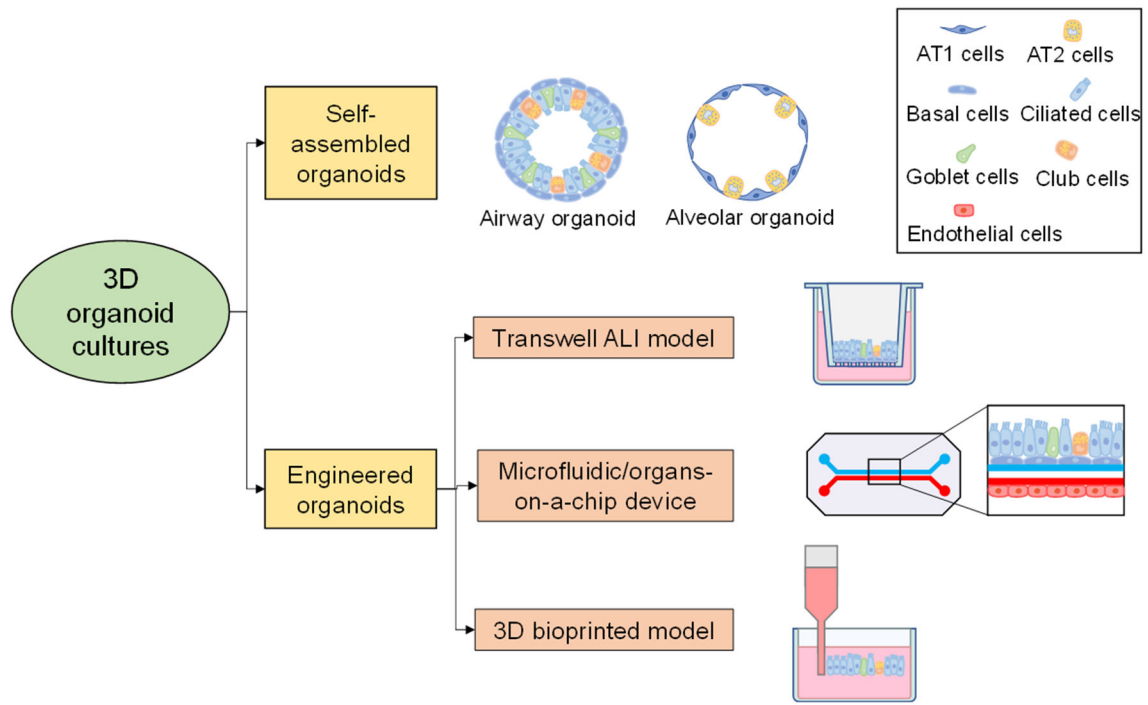 3D
organoid
cultures
Self-
assembled
organoids
Airway organoid
Alveolar organoid
AT1 cells
AT2 cells
Basal cells
Ciliated cells
Goblet cells
Club cells
Endothelial cells
Engineered
organoids
Transwell ALI model
Microfluidic/organs-
on-a-chip device
3D bioprinted model